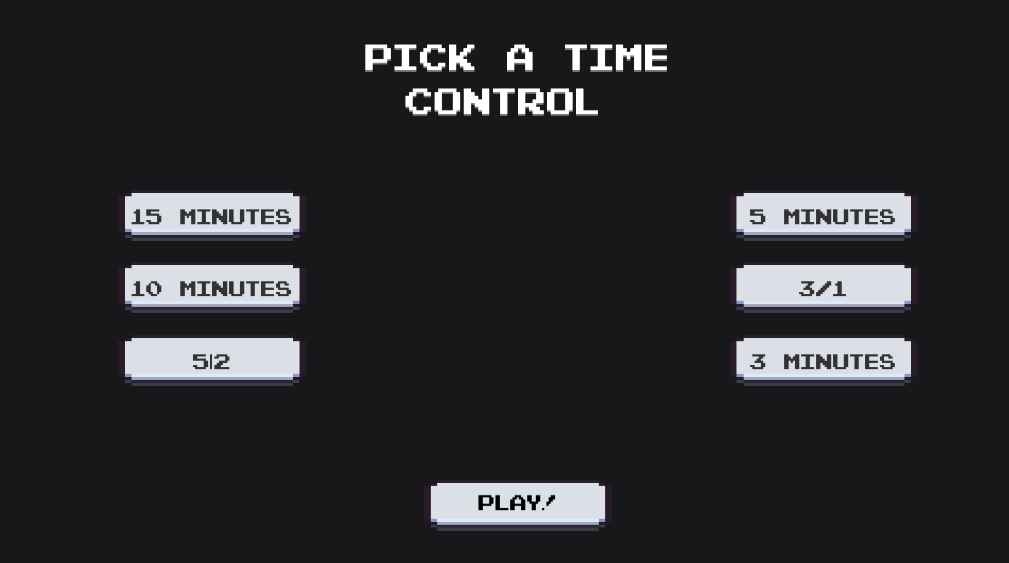 PICK A TIME
CONTROL
15 MINUTES
5 MINUTES
10 MINUTES
3/1
5|2
3 MINUTES
PLAY!